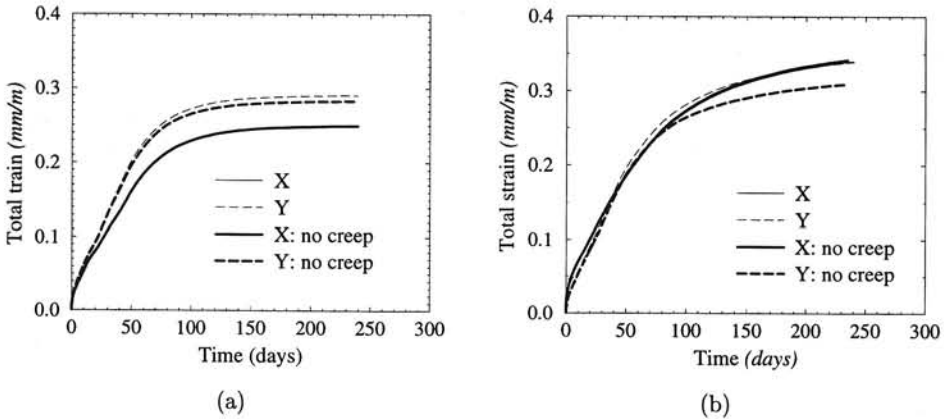 0.4
0.3
0.2
0.1
0.0
Total train (mm/m)
X
Y
X: no creep
Y: no creep
0 50 100 150 200 250 300
Time (days)
(a)
0.4
0.3
0.2
0.1
0.0
Total strain (mm/m)
X
Y
X: no creep
Y: no creep
0 50 100 150 200 250 300
Time (days)
(b)